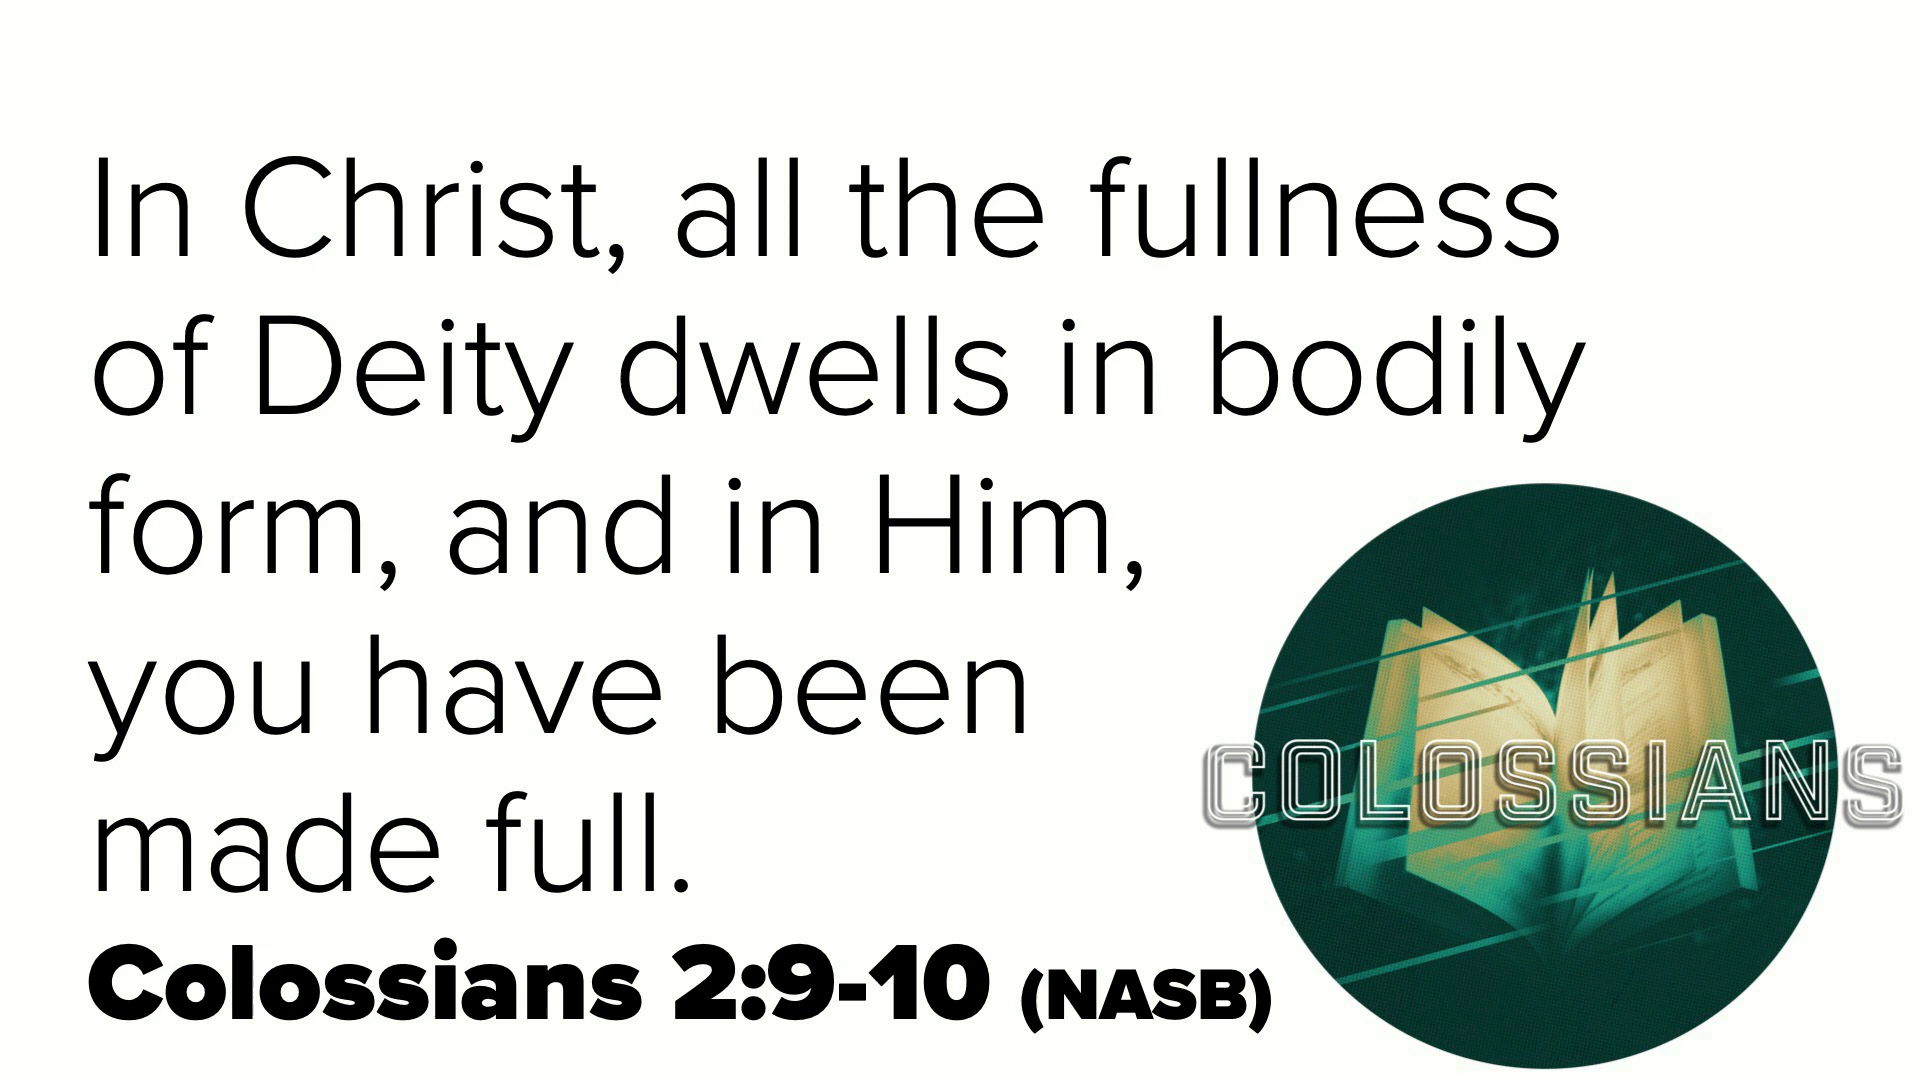 In Christ, all the fullness
of Deity dwells in bodily
form, and in Him,
you have been
made full.
Colossians 2:9-10 (NASB)
COLOSSIANS